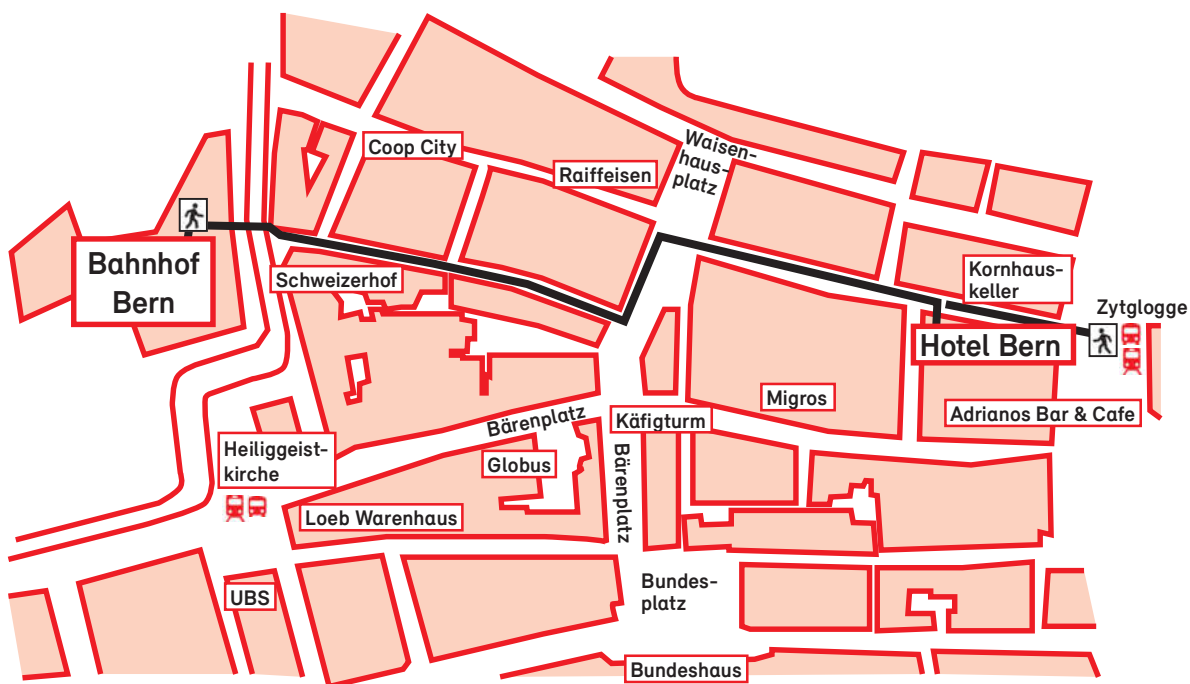 Coop City
Waisen-
haus-
platz
Raiffeisen
Bahnhof
Bern
Schweizerhof
Kornhaus-
keller
Zytglogge
Hotel Bern
Migros
Adrianos Bar & Cafe
Bärenplatz
Käfigturm
Heiliggeist-
kirche
Globus
Bärenplatz
Loeb Warenhaus
UBS
Bundes-
platz
Bundeshaus